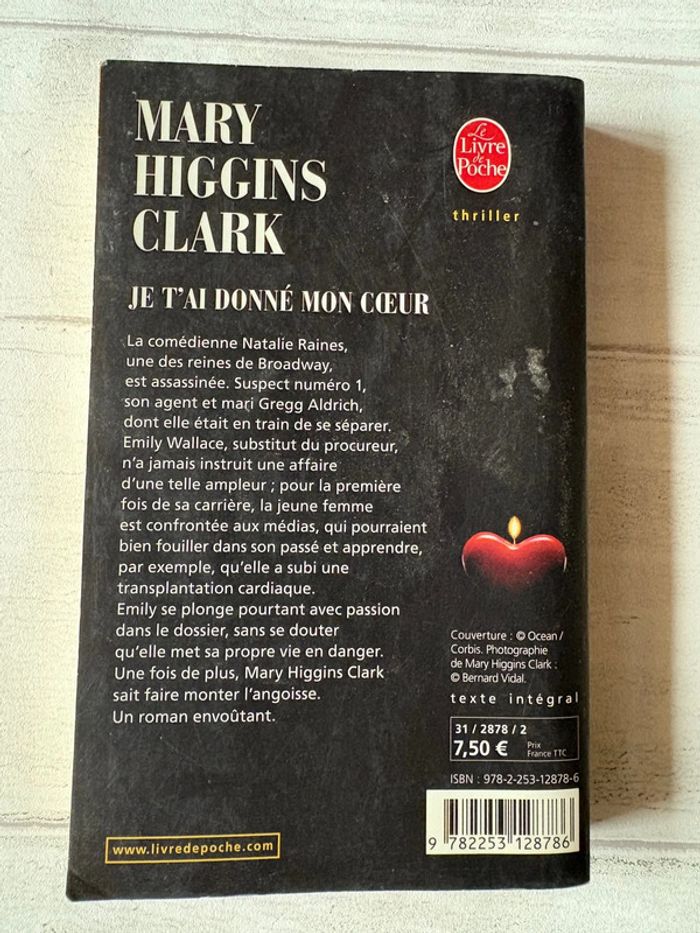 MARY
HIGGINS
CLARK
Le
Livre
de
Poche
thriller
JE T'AI DONNÉ MON CŒUR
La comédienne Natalie Raines,
une des reines de Broadway,
est assassinée. Suspect numéro 1,
son agent et mari Gregg Aldrich,
dont elle était en train de se séparer.
Emily Wallace, substitut du procureur,
n'a jamais instruit une affaire
d'une telle ampleur ; pour la première
fois de sa carrière, la jeune femme
est confrontée aux médias, qui pourraient
bien fouiller dans son passé et apprendre,
par exemple, qu'elle a subi une
transplantation cardiaque.
Emily se plonge pourtant avec passion
dans le dossier, sans se douter
qu'elle met sa propre vie en danger.
Une fois de plus, Mary Higgins Clark
sait faire monter l'angoisse.
Un roman envoûtant.
Couverture : © Ocean /
Corbis. Photographie
de Mary Higgins Clark :
© Bernard Vidal.
texte intégral
31 / 2878 / 2
7,50 € Prix
France TTC
ISBN : 978-2-253-12878-6
9 782253 128786
www.livredepoche.com